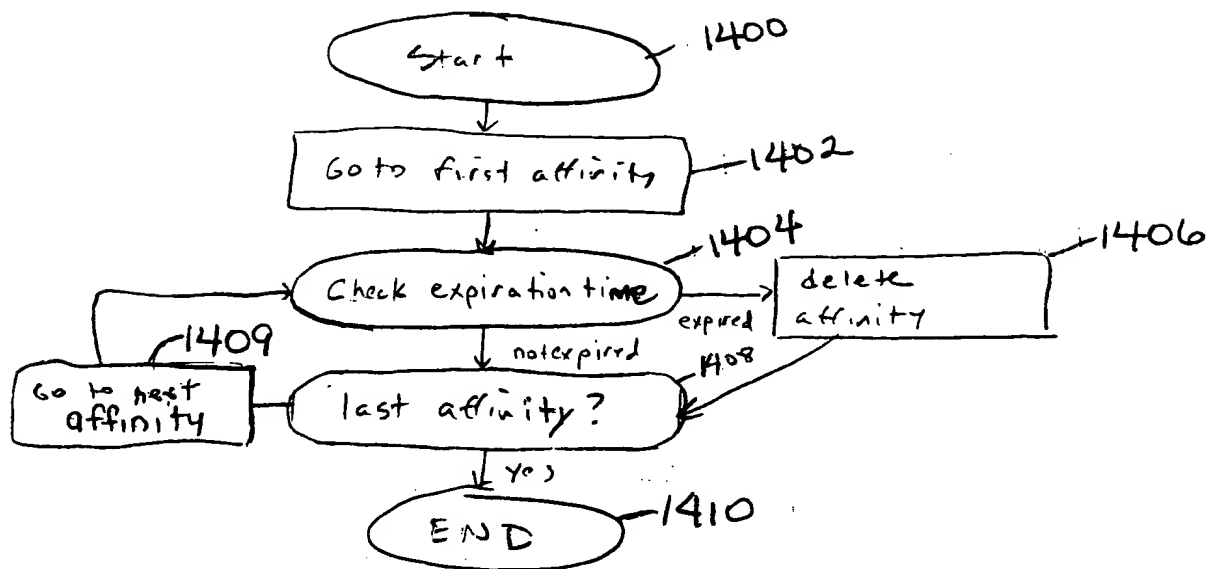 Start
1400
Go to first affinity
1402
Check expiration time
1404
expired
delete
affinity
1406
not expired
1409
Go to next
affinity
last affinity?
1408
yes
END
1410